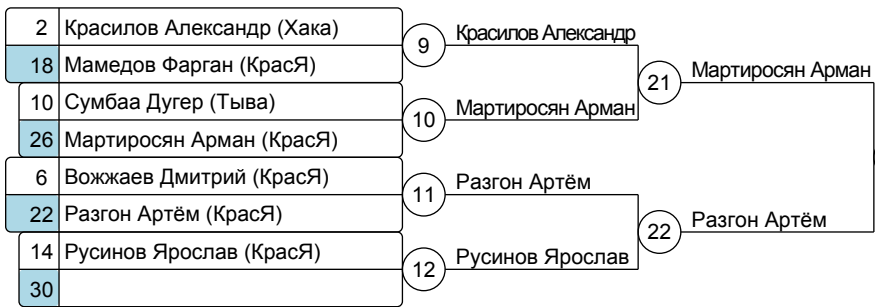 2 Красилов Александр (Хака)
18 Мамедов Фарган (КрасЯ)
9 Красилов Александр
10 Сумбаа Дугер (Тыва)
26 Мартиросян Арман (КрасЯ)
10 Мартиросян Арман
21 Мартиросян Арман
6 Вожжаев Дмитрий (КрасЯ)
22 Разгон Артём (КрасЯ)
11 Разгон Артём
14 Русинов Ярослав (КрасЯ)
30
12 Русинов Ярослав
22 Разгон Артём